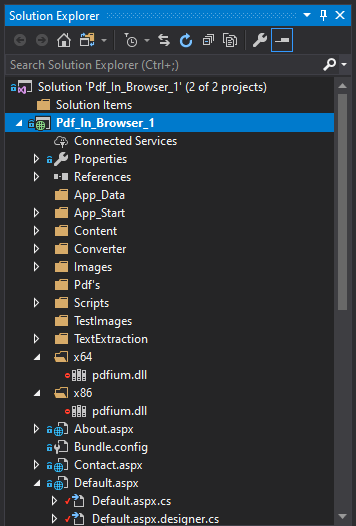 Solution Explorer
Search Solution Explorer (Ctrl+;)
Solution 'Pdf_In_Browser_1' (2 of 2 projects)
Solution Items
Pdf_In_Browser_1
Connected Services
Properties
References
App_Data
App_Start
Content
Converter
Images
Pdf's
Scripts
TestImages
TextExtraction
x64
pdfium.dll
x86
pdfium.dll
About.aspx
Bundle.config
Contact.aspx
Default.aspx
Default.aspx.cs
Default.aspx.designer.cs